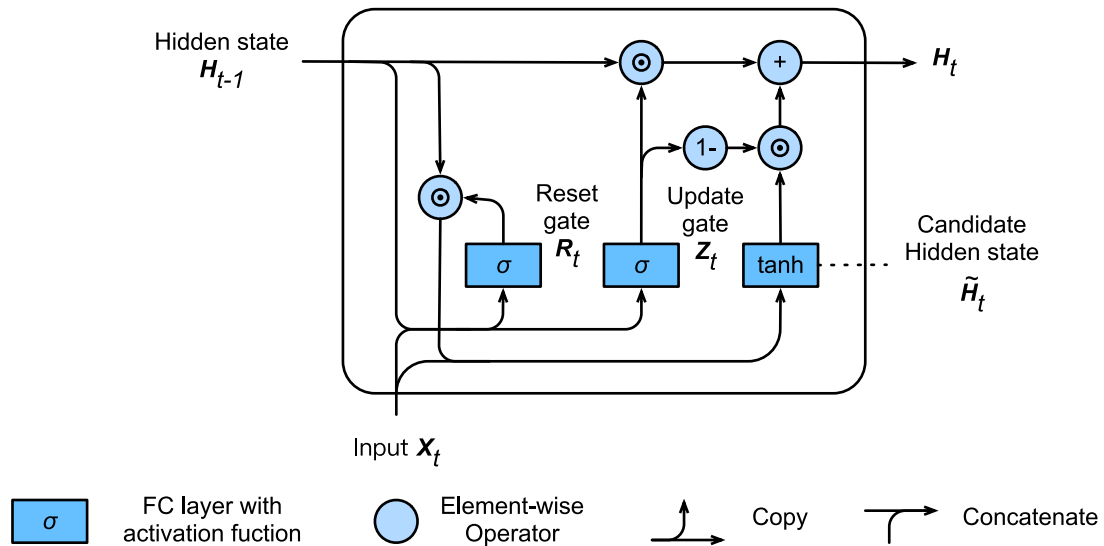 Hidden state
H_{t-1}
⊙
+
H_t
1-
⊙
⊙
Reset
gate
R_t
Update
gate
Z_t
Candidate
Hidden state
H̃_t
σ
σ
tanh
Input X_t
σ
FC layer with
activation fuction
Element-wise
Operator
Copy
Concatenate